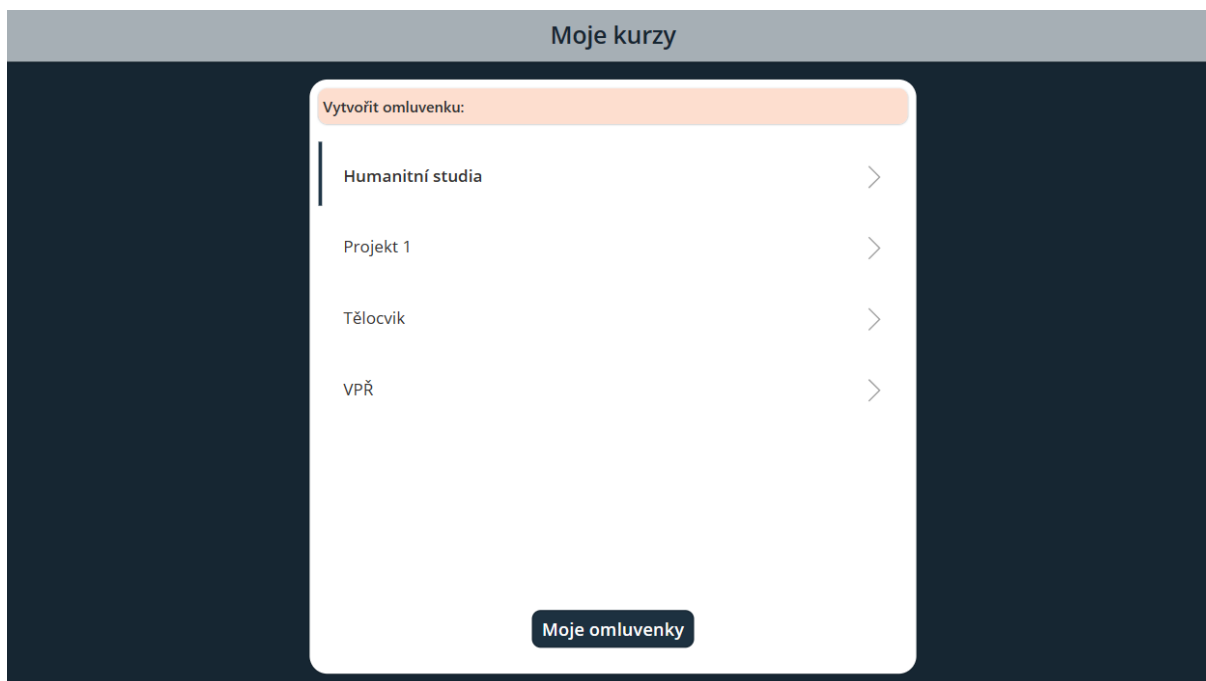 Moje kurzy
Vytvořit omluvenku:
Humanitní studia
Projekt 1
Tělocvik
VPŘ
Moje omluvenky